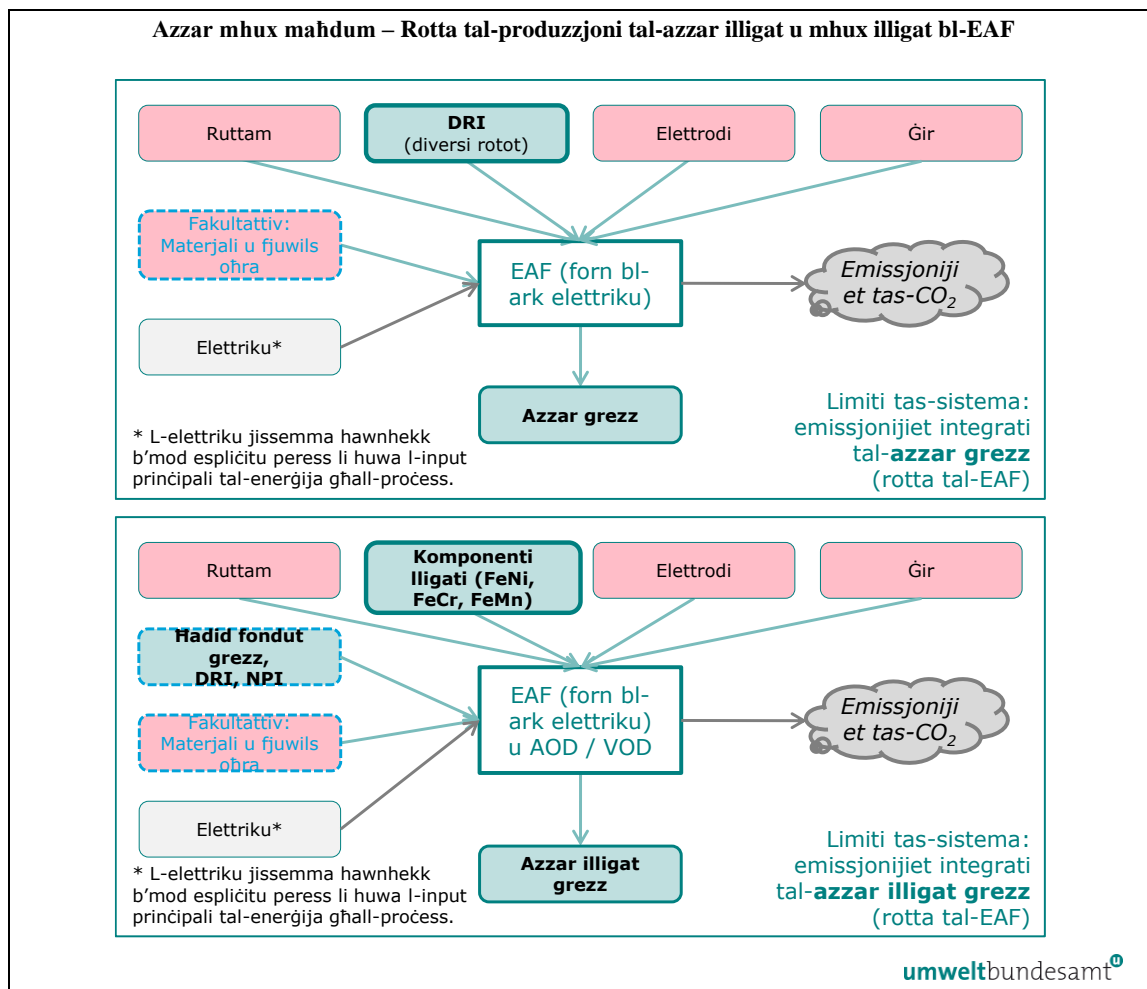 Azzar mhux maħdum – Rotta tal-produzzjoni tal-azzar illigat u mhux illigat bl-EAF
Ruttam
DRI
(diversi rotot)
Elettrodi
Ġir
Fakultattiv:
Materjali u fjuwils
oħra
EAF (forn bl-
ark elettriku)
Emissjoniji
et tas-CO₂
Elettriku*
Azzar grezz
* L-elettriku jissemma hawnhekk
b’mod espliċitu peress li huwa l-input
prinċipali tal-enerġija għall-proċess.
Limiti tas-sistema:
emissjonijiet integrati
tal-azzar grezz
(rotta tal-EAF)
Ruttam
Komponenti
lligati (FeNi,
FeCr, FeMn)
Elettrodi
Ġir
Ħadid fondut
grezz,
DRI, NPI
Fakultattiv:
Materjali u fjuwils
oħra
EAF (forn bl-
ark elettriku)
u AOD / VOD
Emissjoniji
et tas-CO₂
Elettriku*
Azzar illigat
grezz
* L-elettriku jissemma hawnhekk
b’mod espliċitu peress li huwa l-input
prinċipali tal-enerġija għall-proċess.
Limiti tas-sistema:
emissjonijiet integrati
tal-azzar illigat grezz
(rotta tal-EAF)
umweltbundesamt